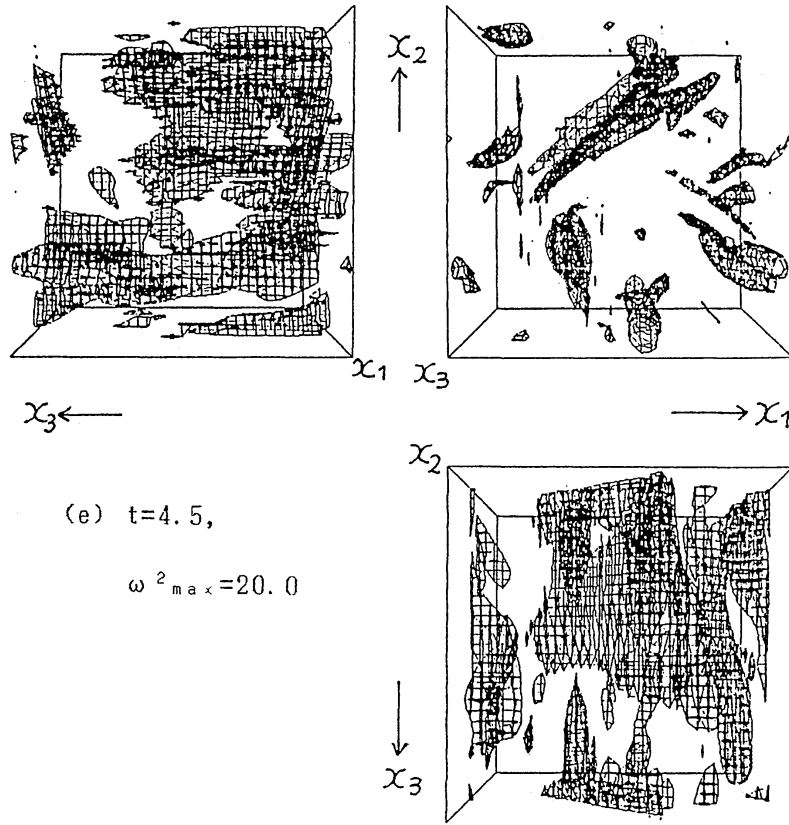 x₂
x₁ x₃
x₃ ← → x₁
x₂
(e) t=4.5,
ω²max=20.0
x₃